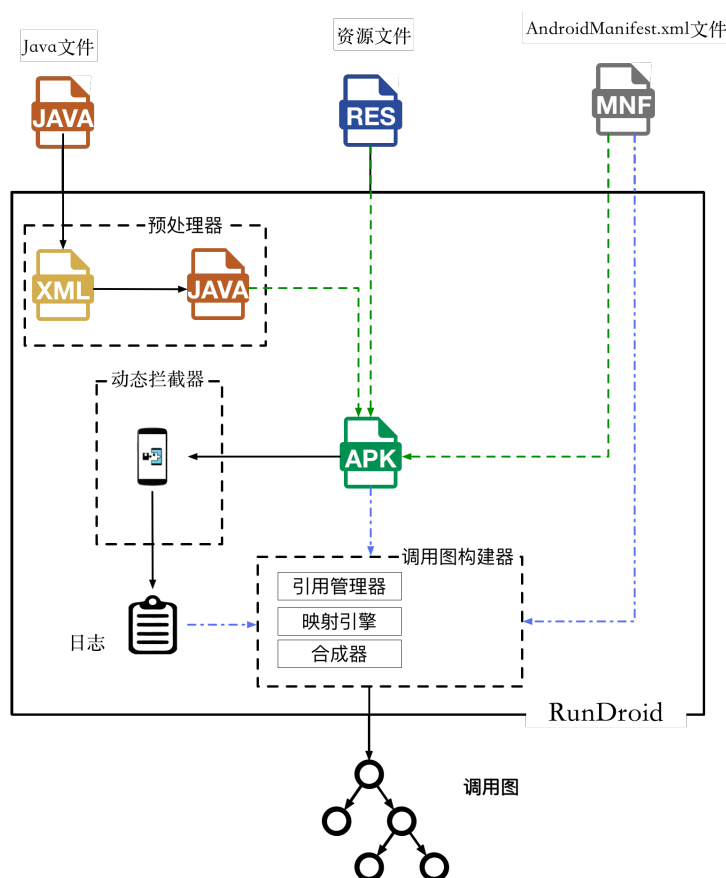 Java文件
资源文件
AndroidManifest.xml文件
JAVA
RES
MNF
预处理器
XML
JAVA
动态拦截器
APK
调用图构建器
引用管理器
映射引擎
合成器
日志
RunDroid
调用图